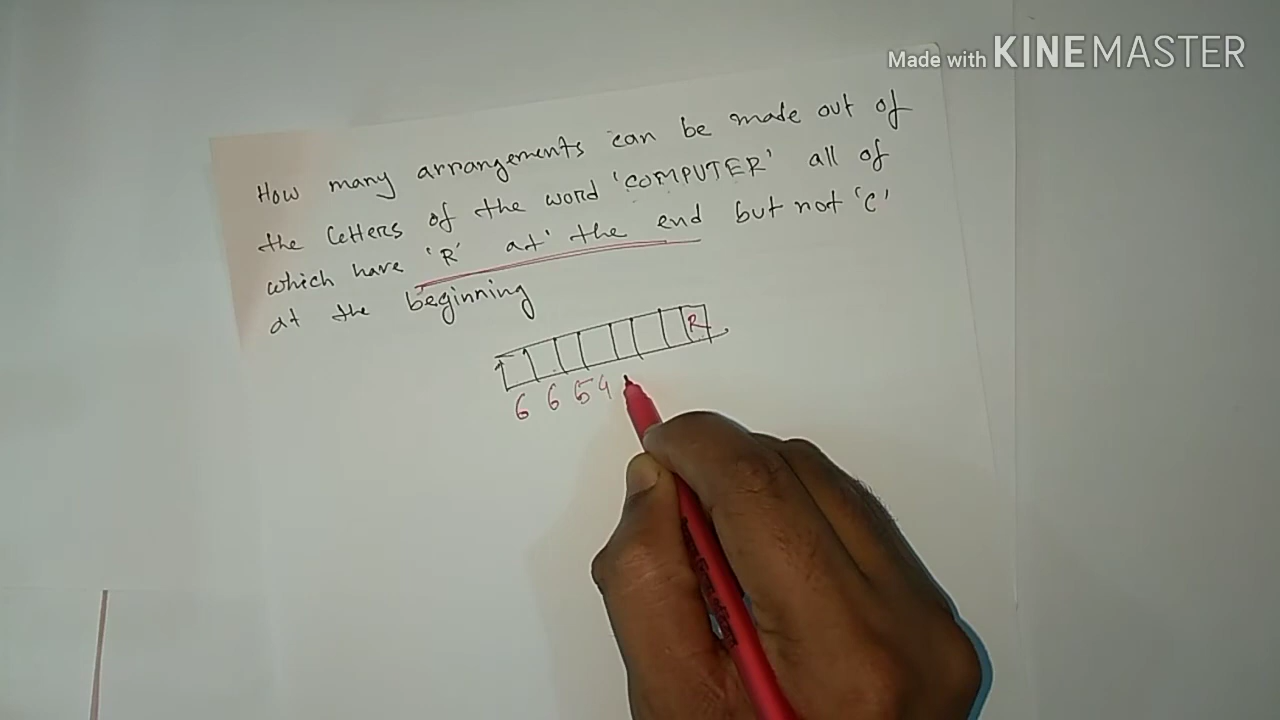 Made with KINEMASTER
How many arrangements can be made out of
the letters of the word 'COMPUTER' all of
which have 'R' at the end but not 'C'
at the beginning
R
6 6 5 4